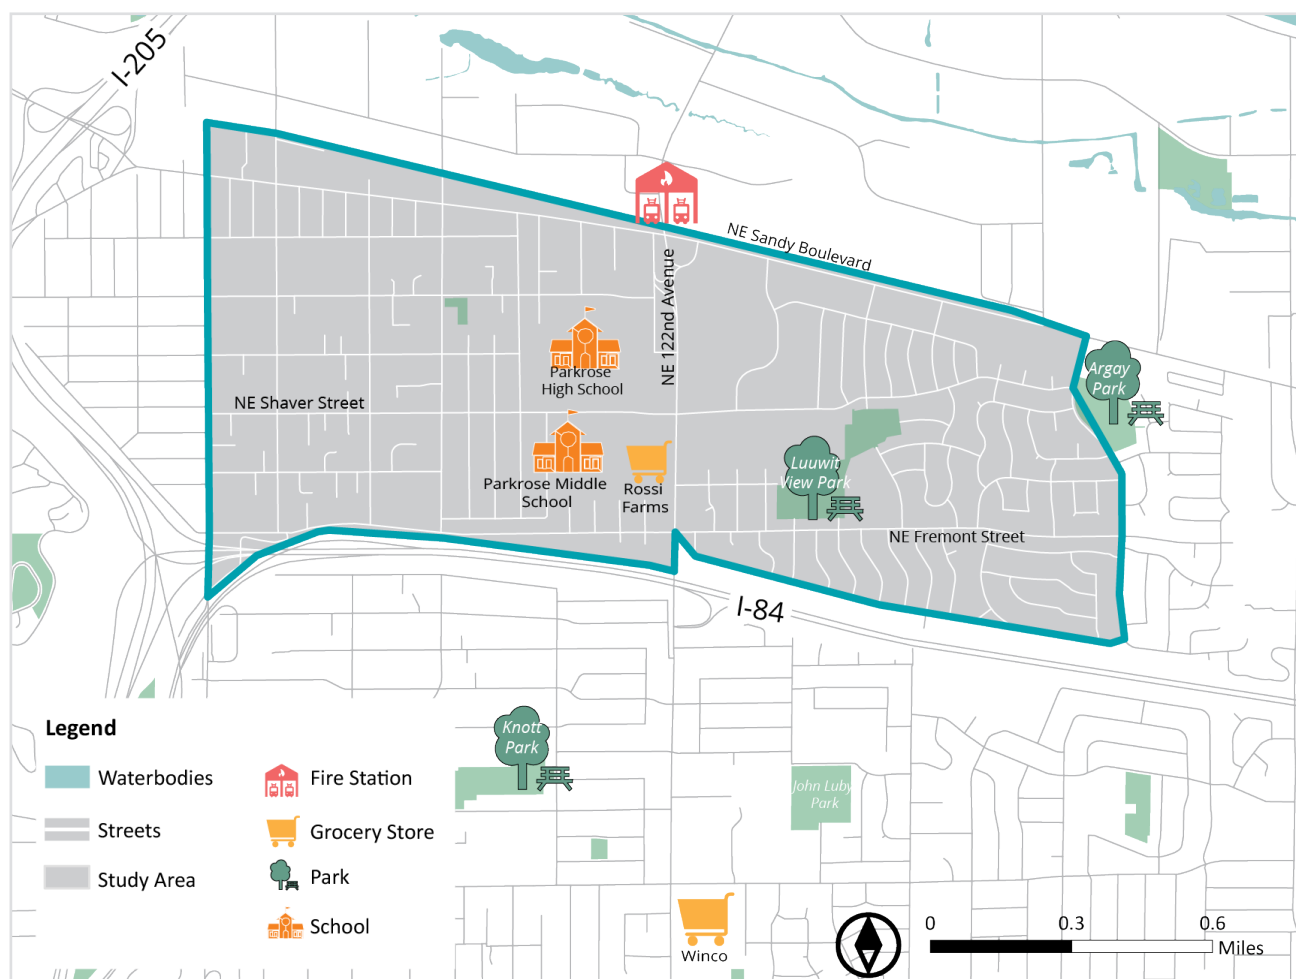 I-205
NE Sandy Boulevard
NE 122nd Avenue
Argay
Park
Parkrose
High School
NE Shaver Street
Luuwit
View Park
Parkrose Middle
School
Rossi
Farms
NE Fremont Street
I-84
Legend
Waterbodies
Streets
Study Area
Fire Station
Grocery Store
Park
School
Knott
Park
John Luby
Park
Winco
0 0.3 0.6
Miles